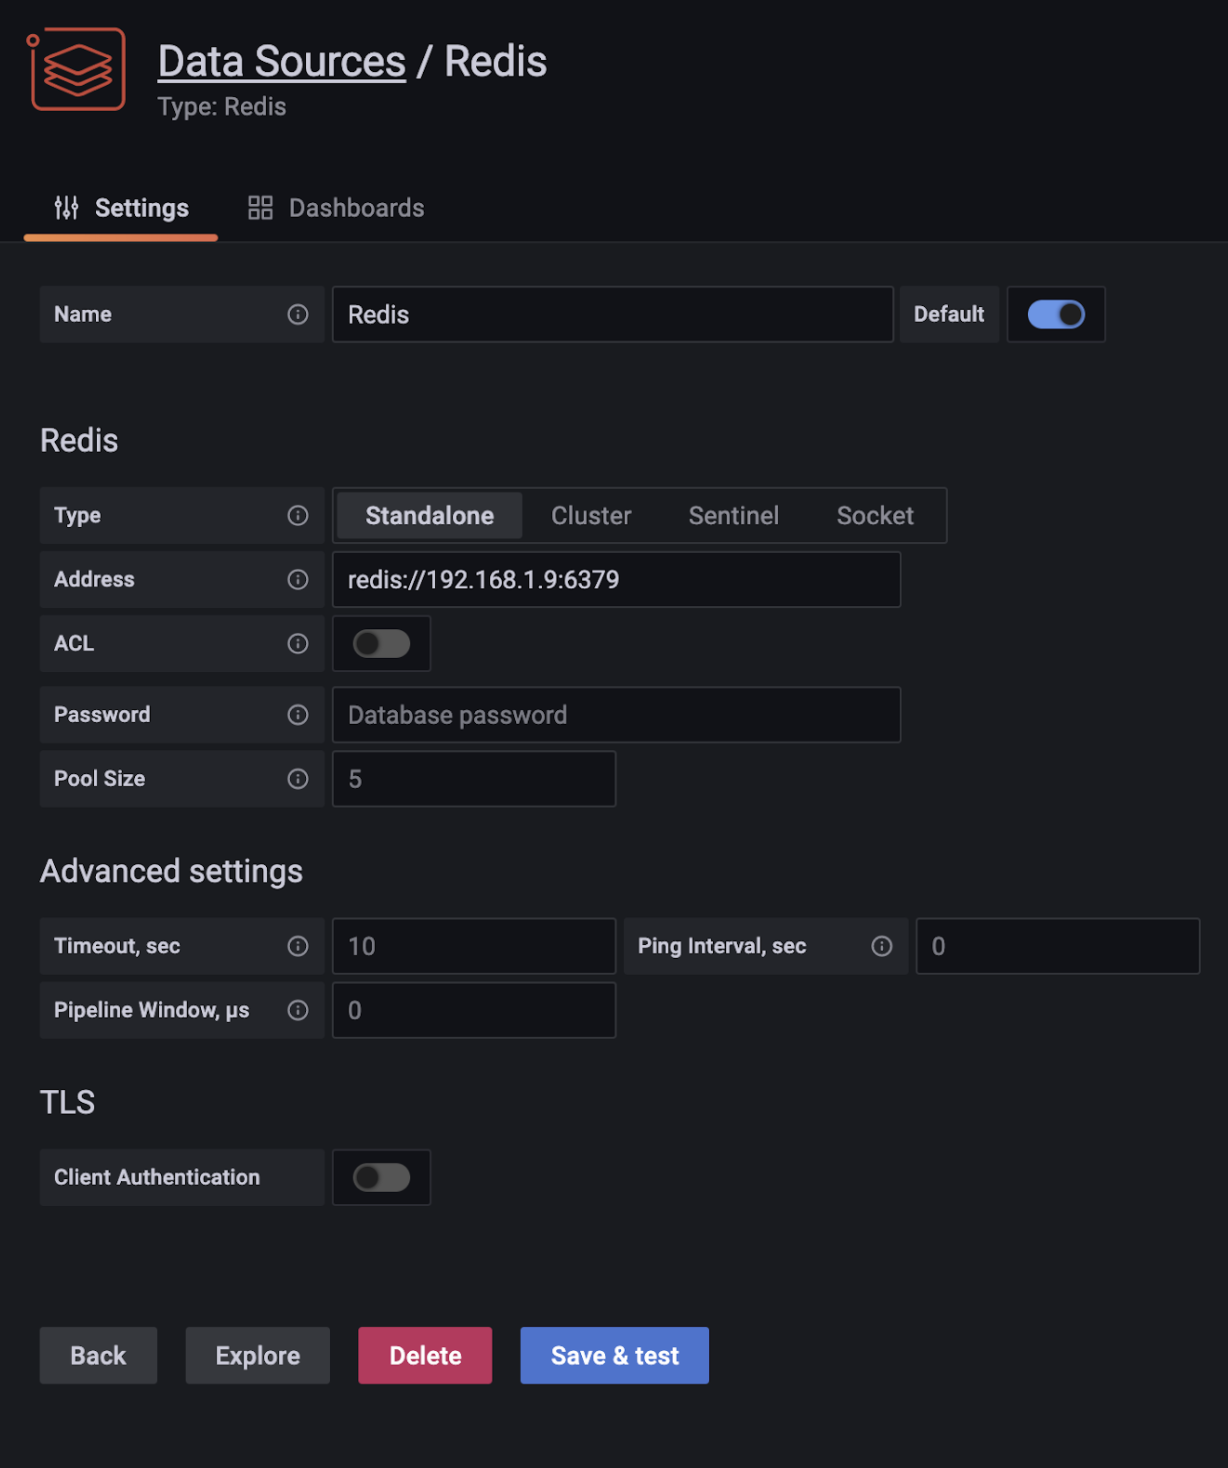 Data Sources / Redis
Type: Redis
Settings Dashboards
Name Redis Default
Redis
Type Standalone Cluster Sentinel Socket
Address redis://192.168.1.9:6379
ACL
Password Database password
Pool Size 5
Advanced settings
Timeout, sec 10 Ping Interval, sec 0
Pipeline Window, µs 0
TLS
Client Authentication
Back Explore Delete Save & test